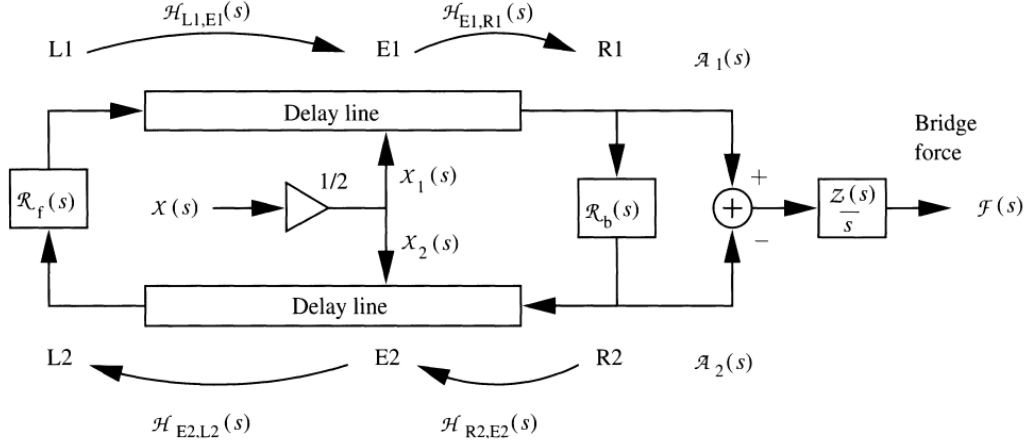 ℋL1,E1(s) ℋE1,R1(s)
L1 E1 R1 𝒜1(s)
Delay line
Bridge
force
1/2
𝒳1(s)
ℛf(s) 𝒳(s) ℛb(s) + + 𝒵(s)/s ℱ(s)
𝒳2(s) −
Delay line
L2 E2 R2 𝒜2(s)
ℋE2,L2(s) ℋR2,E2(s)